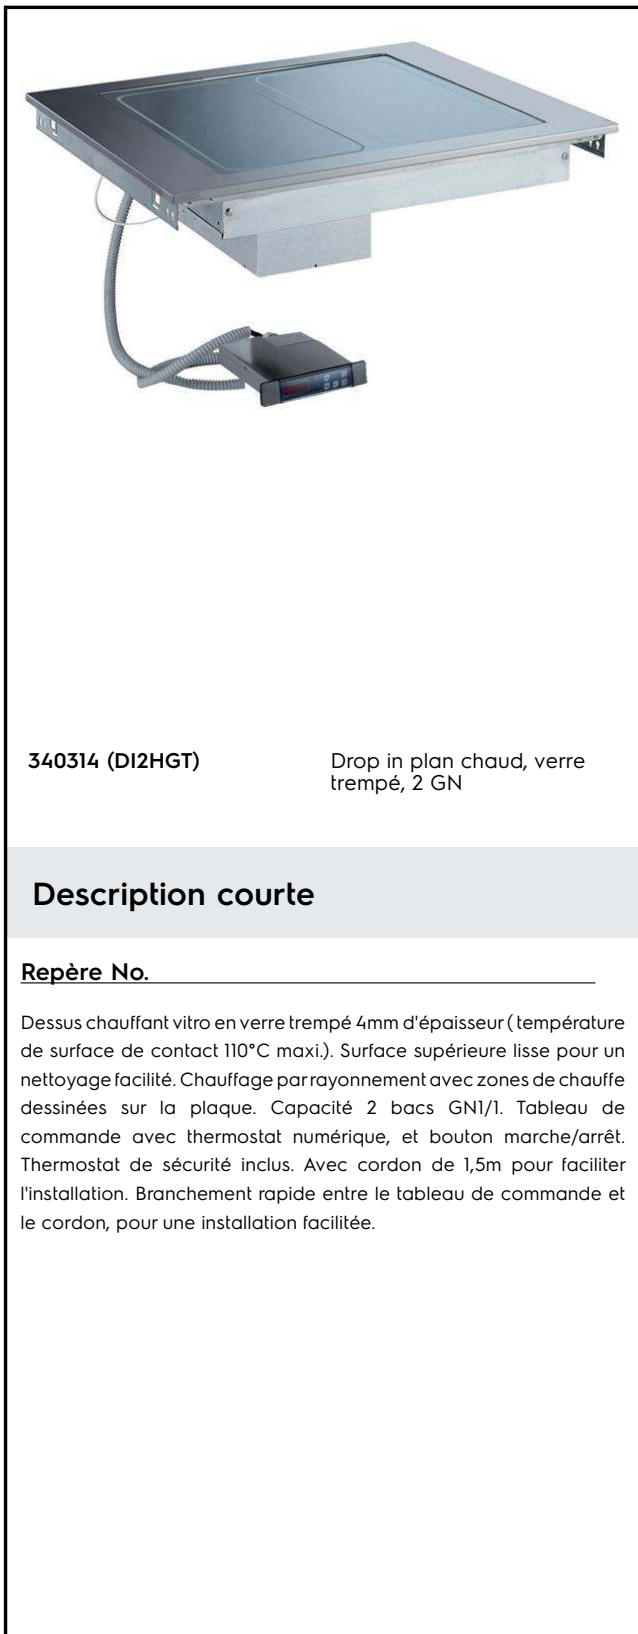 340314 (DI2HGT)
Drop in plan chaud, verre
trempé, 2 GN
Description courte
Repère No.
Dessus chauffant vitro en verre trempé 4mm d'épaisseur ( température
de surface de contact 110°C maxi.). Surface supérieure lisse pour un
nettoyage facilité. Chauffage par rayonnement avec zones de chauffe
dessinées sur la plaque. Capacité 2 bacs GN1/1. Tableau de
commande avec thermostat numérique, et bouton marche/arrêt.
Thermostat de sécurité inclus. Avec cordon de 1,5m pour faciliter
l'installation. Branchement rapide entre le tableau de commande et
le cordon, pour une installation facilitée.